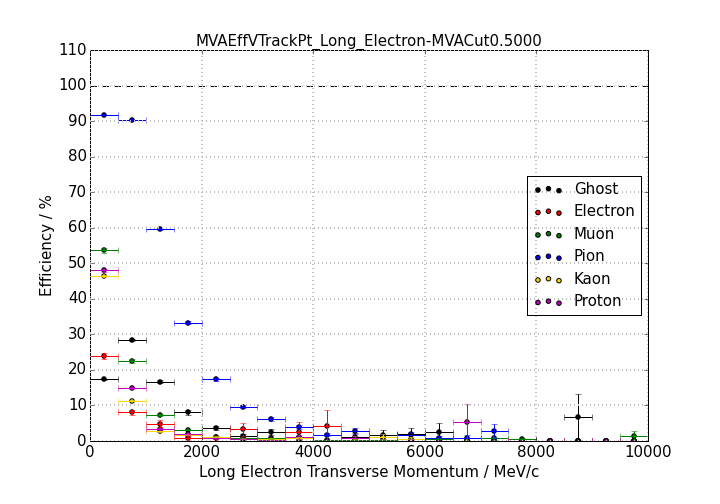 MVAEffVTrackPt_Long_Electron-MVACut0.5000
110
100
90
80
70
60
50
40
30
20
10
0
Efficiency / %
Ghost
Electron
Muon
Pion
Kaon
Proton
0 2000 4000 6000 8000 10000
Long Electron Transverse Momentum / MeV/c